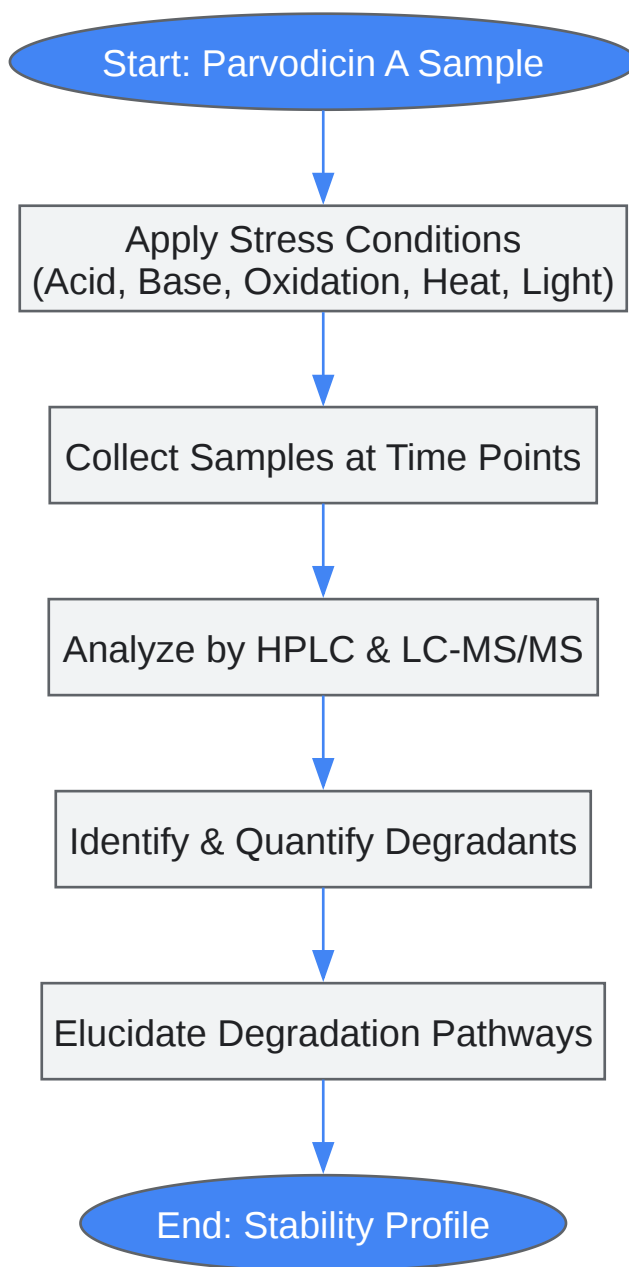 Start: Parvodicin A Sample
Apply Stress Conditions
(Acid, Base, Oxidation, Heat, Light)
Collect Samples at Time Points
Analyze by HPLC & LC-MS/MS
Identify & Quantify Degradants
Elucidate Degradation Pathways
End: Stability Profile